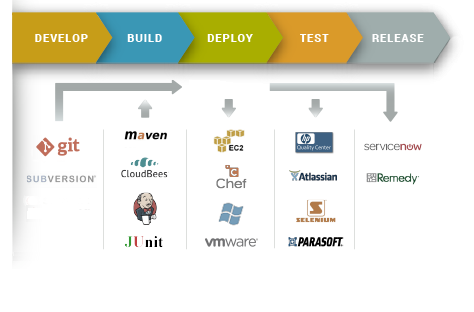 DEVELOP
BUILD
DEPLOY
TEST
RELEASE
git
SUBVERSION
maven
CloudBees
JUnit
EC2
Chef
vmware
hp
Quality Center
Atlassian
SELENIUM
PARASOFT
servicenow
Remedy